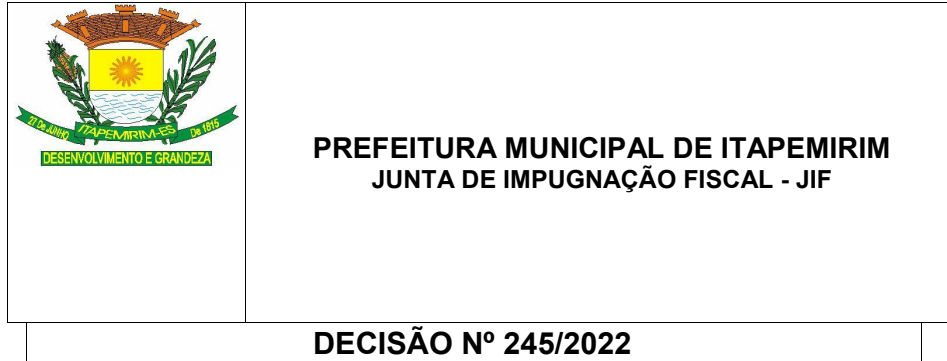 27 De JUNHO ITAPEMIRIM-ES De 1815
DESENVOLVIMENTO E GRANDEZA
PREFEITURA MUNICIPAL DE ITAPEMIRIM
JUNTA DE IMPUGNAÇÃO FISCAL - JIF
DECISÃO Nº 245/2022